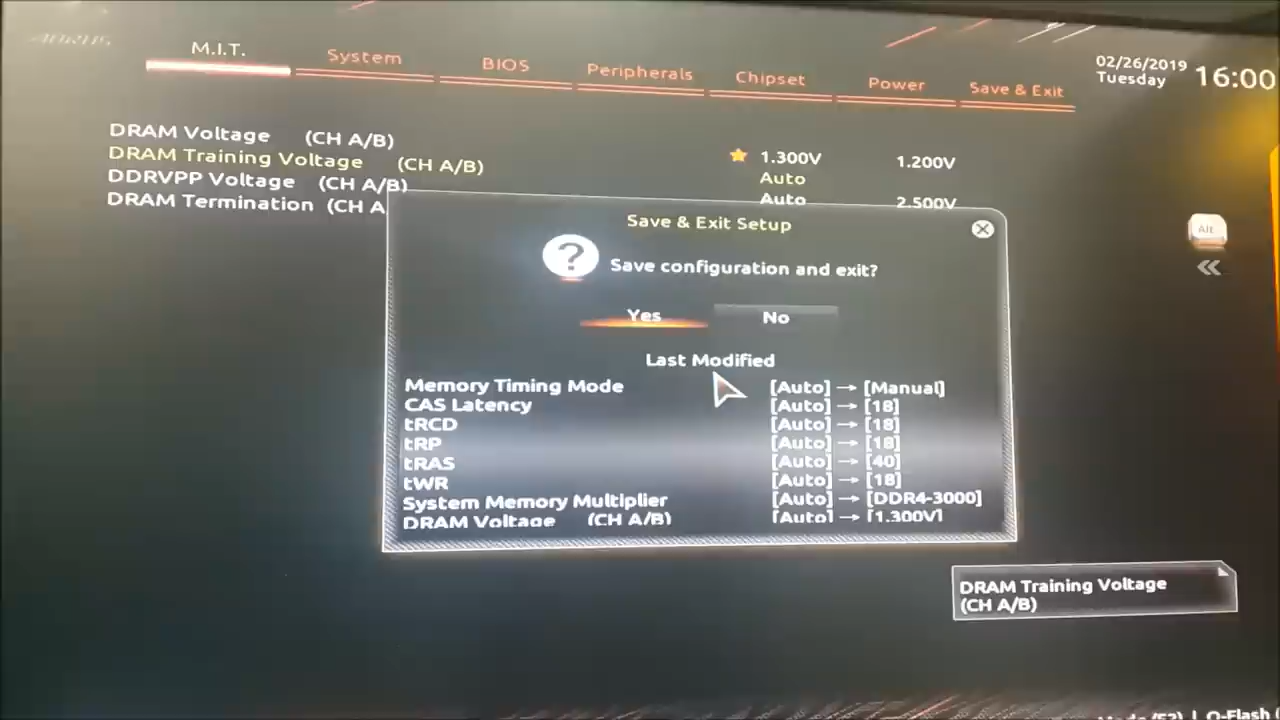 AORUS
M.I.T. System BIOS Peripherals Chipset Power Save & Exit
02/26/2019 Tuesday 16:00
DRAM Voltage (CH A/B) 1.300V 1.200V
DRAM Training Voltage (CH A/B) Auto
DDRVPP Voltage (CH A/B) Auto 2.500V
DRAM Termination (CH A
Save & Exit Setup
Save configuration and exit?
Yes No
Last Modified
Memory Timing Mode [Auto] → [Manual]
CAS Latency [Auto] → [18]
tRCD [Auto] → [18]
tRP [Auto] → [18]
tRAS [Auto] → [40]
tWR [Auto] → [18]
System Memory Multiplier [Auto] → [DDR4-3000]
DRAM Voltage (CH A/B) [Auto] → [1.300V]
DRAM Training Voltage
(CH A/B)